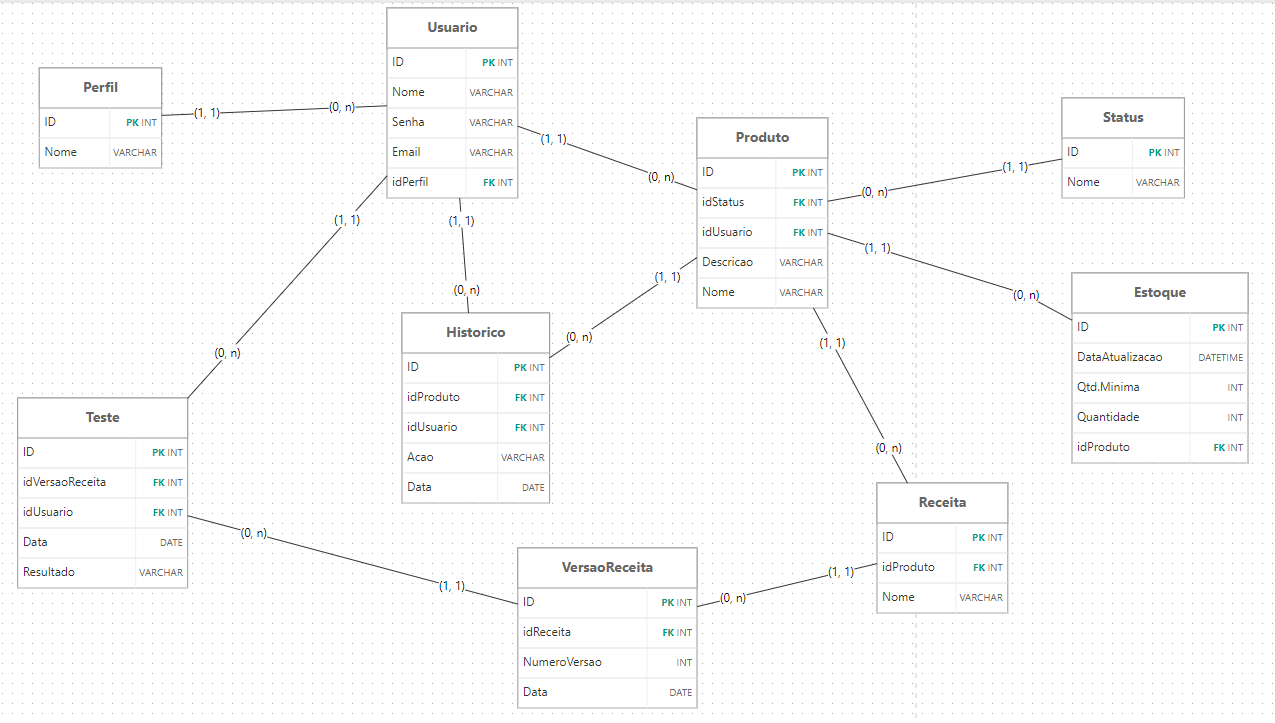 Usuario
ID PK INT
Nome VARCHAR
Senha VARCHAR
Email VARCHAR
idPerfil FK INT
Perfil
ID PK INT
Nome VARCHAR
(1, 1)
(0, n)
(1, 1)
(0, n)
Produto
ID PK INT
idStatus FK INT
idUsuario FK INT
Descricao VARCHAR
Nome VARCHAR
Status
ID PK INT
Nome VARCHAR
(0, n)
(1, 1)
(1, 1)
(0, n)
Estoque
ID PK INT
DataAtualizacao DATETIME
Qtd.Minima INT
Quantidade INT
idProduto FK INT
(1, 1)
(0, n)
(1, 1)
(0, n)
(1, 1)
(0, n)
Historico
ID PK INT
idProduto FK INT
idUsuario FK INT
Acao VARCHAR
Data DATE
(1, 1)
(0, n)
Teste
ID PK INT
idVersaoReceita FK INT
idUsuario FK INT
Data DATE
Resultado VARCHAR
(0, n)
(1, 1)
VersaoReceita
ID PK INT
idReceita FK INT
NumeroVersao INT
Data DATE
(0, n)
(1, 1)
Receita
ID PK INT
idProduto FK INT
Nome VARCHAR